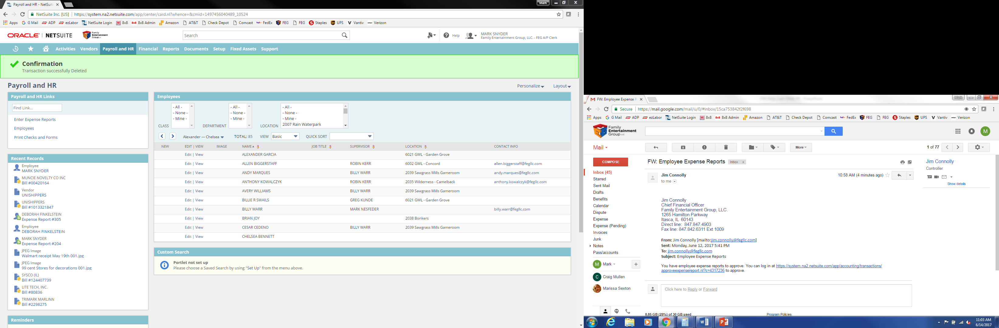 Payroll and HR - NetSuit
Mark
NetSuite Inc. [US] | https://system.na2.netsuite.com/app/center/card.nl?whence=&cmid=1497456040489_10524
Apps G Mail ADP ezLabor NetSuite Login 8x8 8x8 Admin Amazon AT&T Check Depot Comcast FedEx FEG FEG Staples UPS Vantiv Verizon
ORACLE | NETSUITE Family Entertainment Group LLC
Search
Help
MARK SNYDER
Family Entertainment Group, LLC. - FEG A/P Clerk
Activities Vendors Payroll and HR Financial Reports Documents Setup Fixed Assets Support
Confirmation
Transaction successfully Deleted
Payroll and HR
Personalize Layout
Payroll and HR Links
Find Link...
Enter Expense Reports
Employees
Print Checks and Forms
Recent Records
Employee
MARK SNYDER
MUNCIE NOVELTY CO INC
Bill #00420164
Vendor
UNISHIPPERS
UNISHIPPERS
Bill #1013321847
DEBORAH FINKELSTEIN
Expense Report #305
Employee
DEBORAH FINKELSTEIN
MARK SNYDER
Expense Report #204
JPEG Image
Walmart receipt May 19th 001.jpg
JPEG Image
99 cent Stores for decorations 001.jpg
SYSCO (IL)
Bill #124407739
LITE TECH, INC.
Bill #80836
TRIMARK MARLINN
Bill #2298275
Reminders
Employees
CLASS
- All -
- None -
- Mine -
DEPARTMENT
- All -
- None -
- Mine -
LOCATION
- All -
- None -
- Mine -
2007 Rain Waterpark
Alexander — Chelsea TOTAL: 85 VIEW Basic QUICK SORT
NEW EDIT | VIEW IMAGE NAME JOB TITLE SUPERVISOR LOCATION CONTACT INFO
Edit | View ALEXANDER GARCIA 6021 GWL - Garden Grove
Edit | View ALLEN BIGGERSTAFF ROBIN KERR 6002 GWL - Concord allen.biggerstaff@fegllc.com
Edit | View ANDY MARQUES BILLY WARR 2039 Sawgrass Mills Gameroom andy.marques@fegllc.com
Edit | View ANTHONY KOWALCZYK ROBIN KERR 2035 Wilderness - Camelback anthony.kowalczyk@fegllc.com
Edit | View AVERY WILLIAMS BILLY WARR 2039 Sawgrass Mills Gameroom
Edit | View BILLIE R SWAILS GREG KUNDE 6021 GWL - Garden Grove
Edit | View BILLY WARR MARK NESFEDER billy.warr@fegllc.com
Edit | View BRIAN JOY 2038 Bonkers
Edit | View CESAR CEDENO BILLY WARR 2039 Sawgrass Mills Gameroom
Edit | View CHELSEA BENNETT
Custom Search
Portlet not set up
Please choose a Saved Search by using "Set Up" from the menu above.
FW: Employee Expense R
Mark
Secure | https://mail.google.com/mail/u/0/#inbox/15ca753842f2f698
Apps G Mail ADP ezLabor NetSuite Login 8x8 8x8 Admin Amazon AT&T Check Depot Comcast FedEx FEG FEG Staples UPS Vantiv Verizon
Family
Entertainment
Group LLC
M
Mail
More
1 of 77
COMPOSE
Inbox (45)
Starred
Sent Mail
Drafts
Benefits
Calendar
Dispute
Expense
Expense (Pending)
Invoices
Junk
Notes
Pass/accounts
M Mark
C Craig Mullen
Marissa Sexton
FW: Employee Expense Reports Inbox x
Jim Connolly
to me
10:58 AM (4 minutes ago)
Jim Connolly
Chief Financial Officer
Family Entertainment Group, LLC.
1265 Hamilton Parkway
Itasca, IL 60143
Direct line: 847.847.4903
Fax line: 847.842.6311 Ext 1009
From: Jim Connolly [mailto:jim.connolly@fegllc.com]
Sent: Monday, June 12, 2017 5:41 PM
To: jim.connolly@fegllc.com
Subject: Employee Expense Reports
You have employee expense reports to approve. You can log in at https://system.na2.netsuite.com/app/accounting/transactions/
approveexpensereport.nl?c=4317236 to approve.
Click here to Reply or Forward
8.85 GB (29%) of 30 GB used
Program Policies
Jim Connolly
Controller
Show details
11:03 AM
6/14/2017